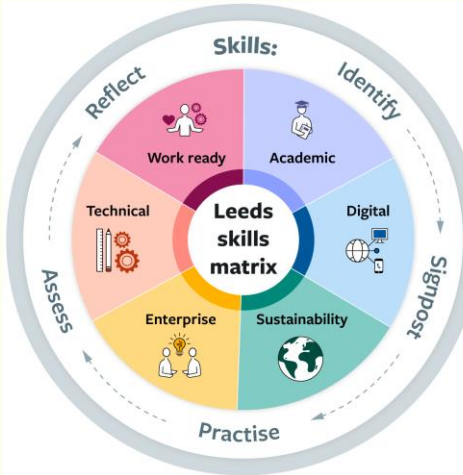 Skills:
Identify
Signpost
Practise
Assess
Reflect
Work ready
Academic
Technical
Digital
Leeds
skills
matrix
Enterprise
Sustainability